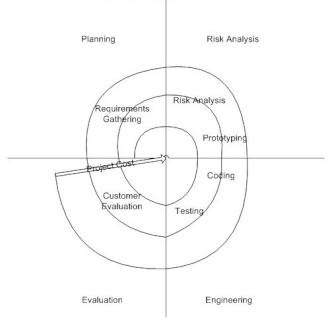 Planning
Risk Analysis
Requirements
Gathering
Risk Analysis
Prototyping
Project Cost
Coding
Customer
Evaluation
Testing
Evaluation
Engineering